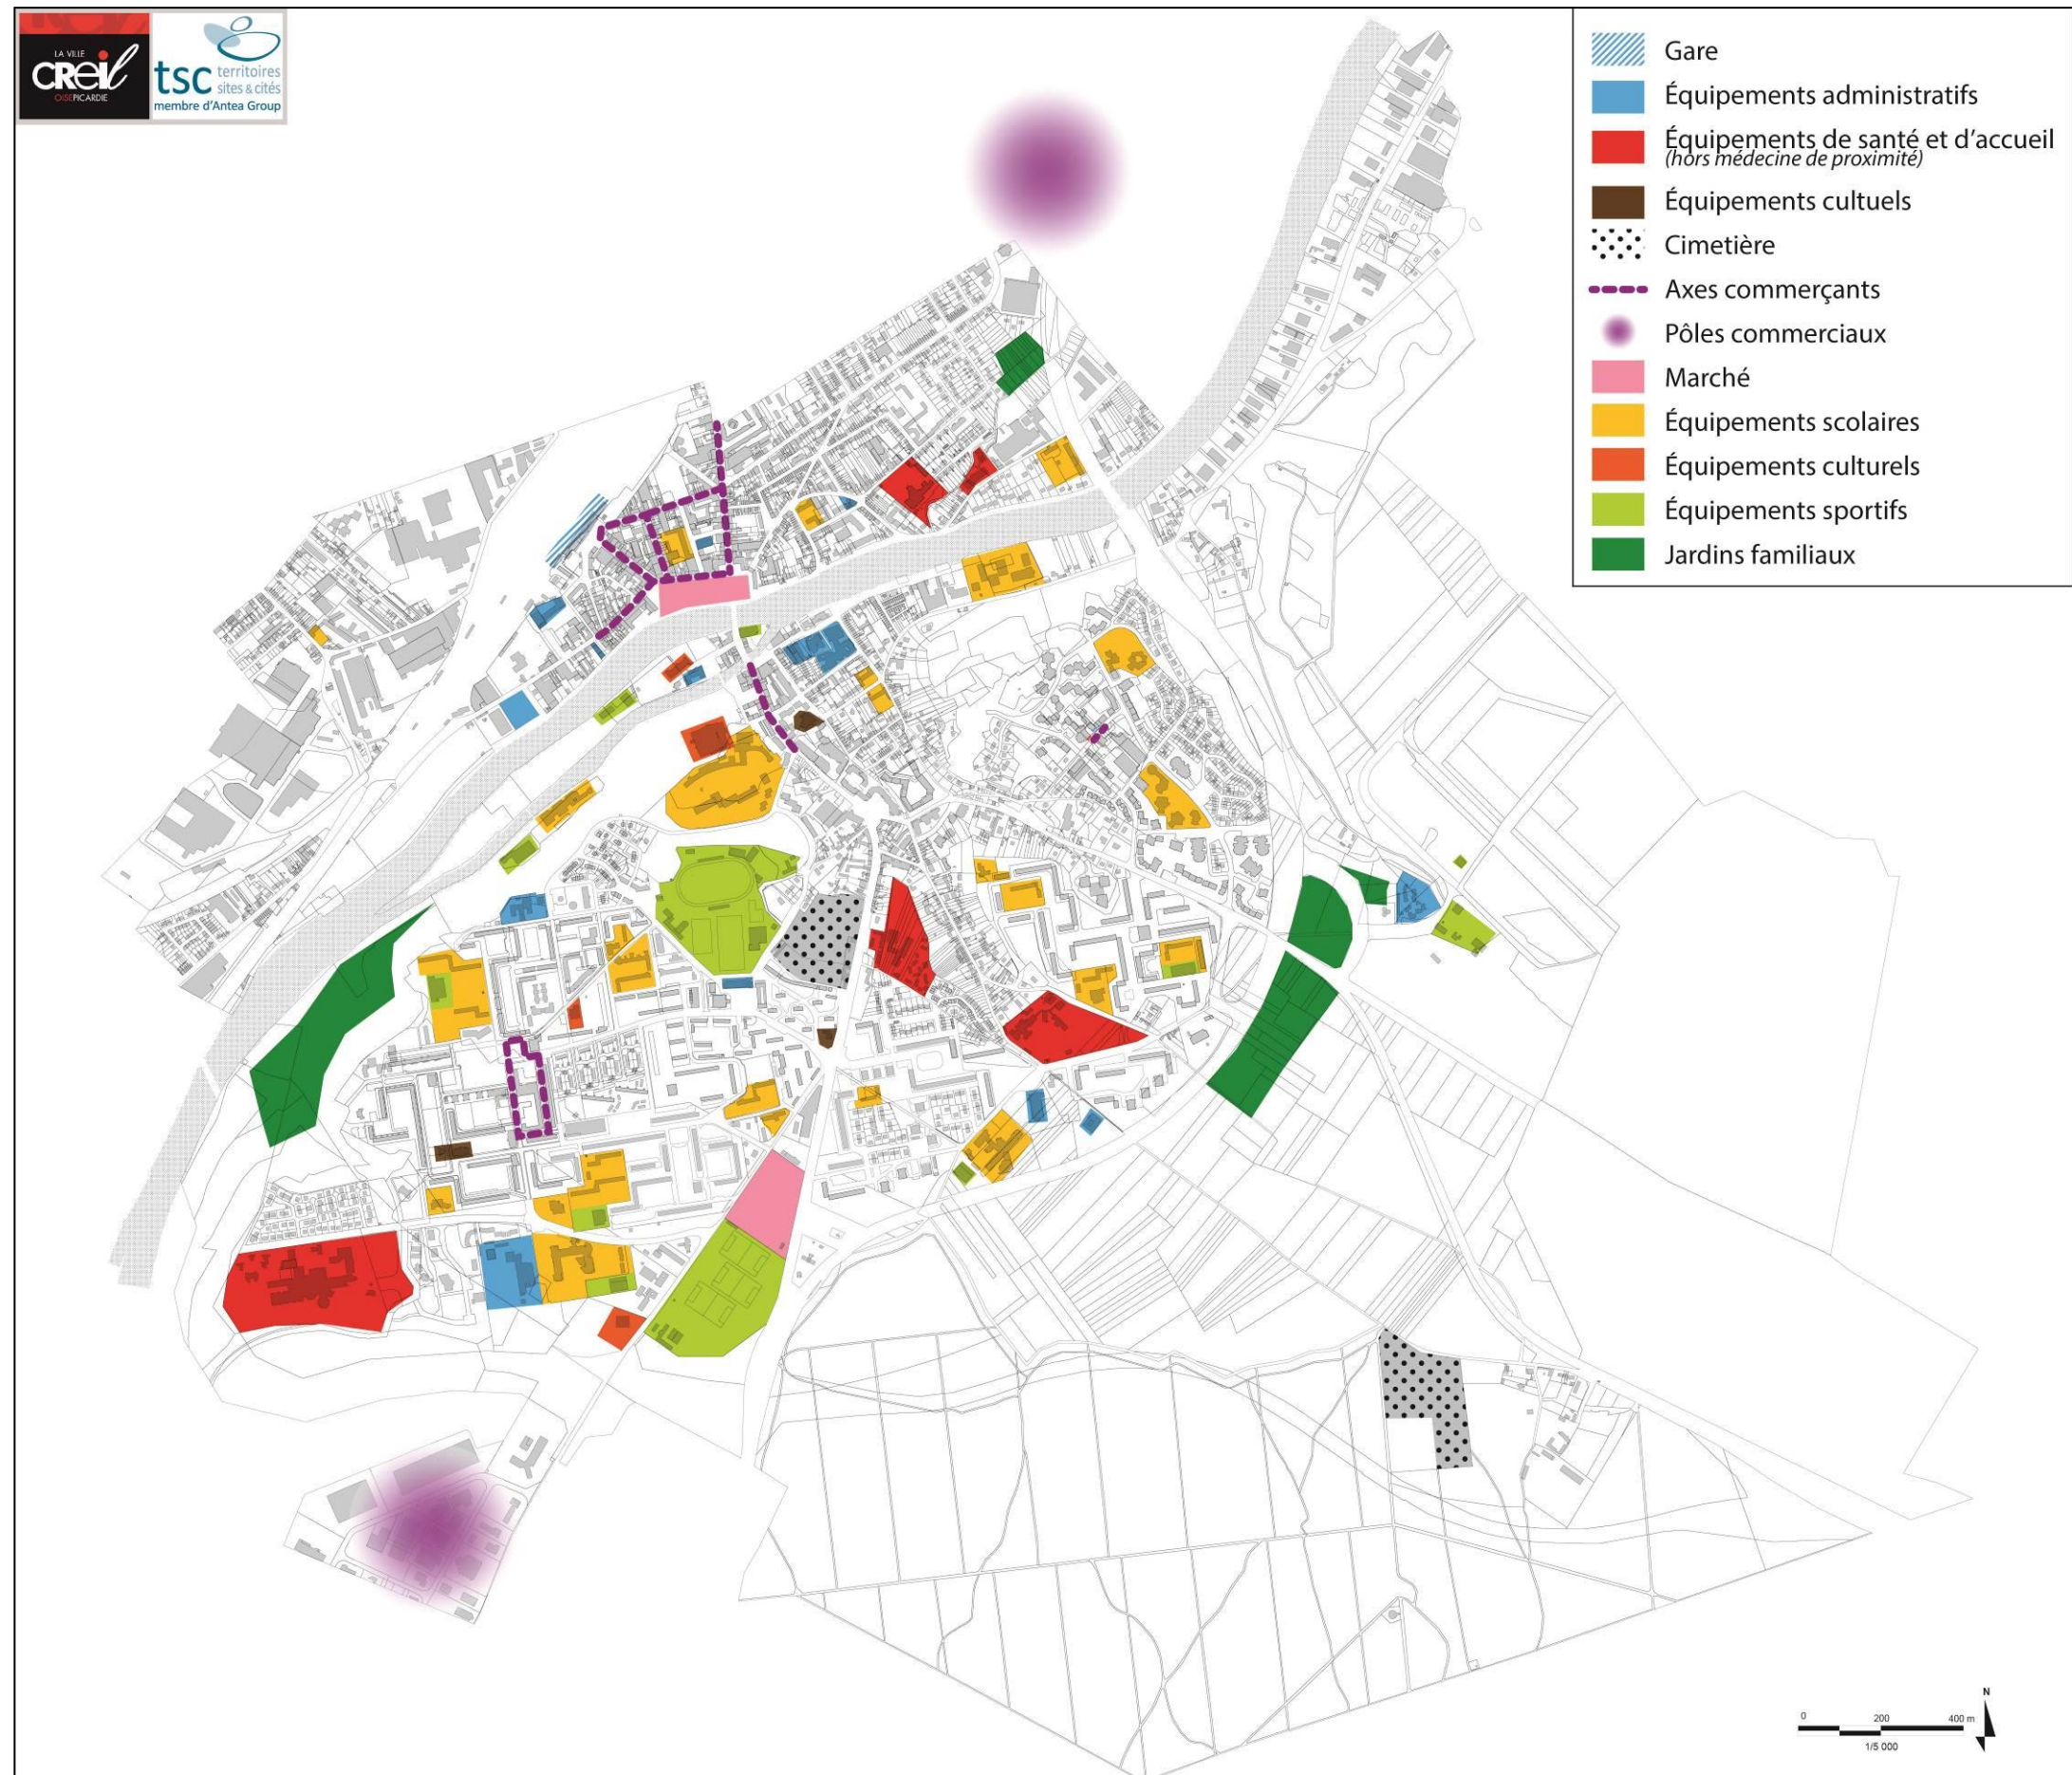 LA VILLE
CREIL
OISEPICARDIE
tsc territoires
sites & cités
membre d'Antea Group
Gare
Équipements administratifs
Équipements de santé et d'accueil
(hors médecine de proximité)
Équipements cultuels
Cimetière
Axes commerçants
Pôles commerciaux
Marché
Équipements scolaires
Équipements culturels
Équipements sportifs
Jardins familiaux
N
0 200 400 m
1/5 000